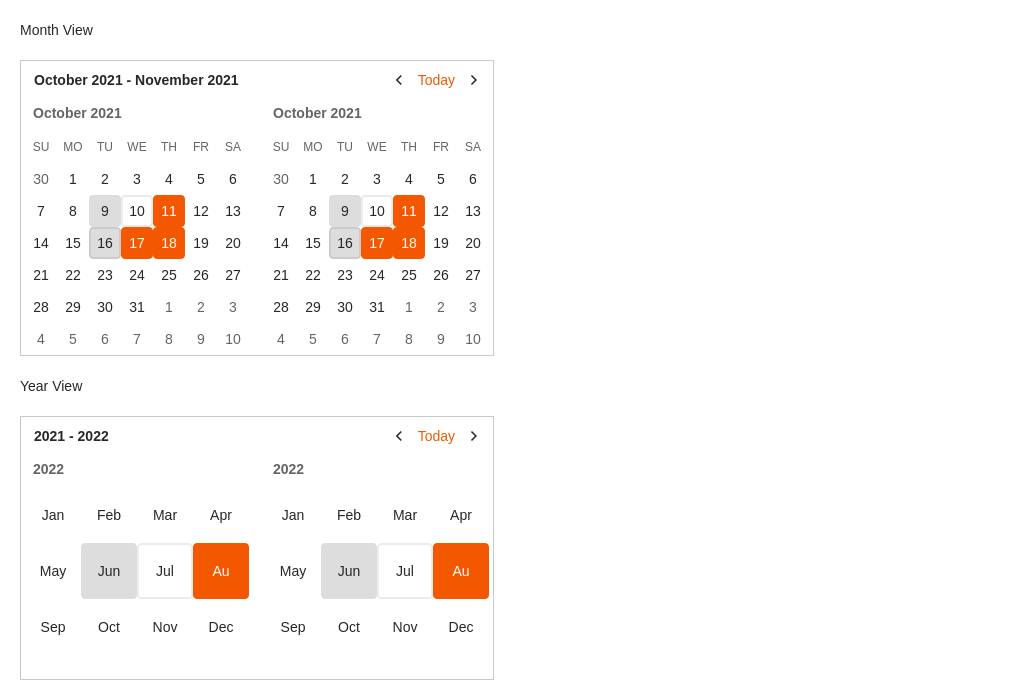 Month View
October 2021 - November 2021 Today
October 2021 October 2021
SU MO TU WE TH FR SA SU MO TU WE TH FR SA
30 1 2 3 4 5 6 30 1 2 3 4 5 6
7 8 9 10 11 12 13 7 8 9 10 11 12 13
14 15 16 17 18 19 20 14 15 16 17 18 19 20
21 22 23 24 25 26 27 21 22 23 24 25 26 27
28 29 30 31 1 2 3 28 29 30 31 1 2 3
4 5 6 7 8 9 10 4 5 6 7 8 9 10
Year View
2021 - 2022 Today
2022 2022
Jan Feb Mar Apr Jan Feb Mar Apr
May Jun Jul Au May Jun Jul Au
Sep Oct Nov Dec Sep Oct Nov Dec